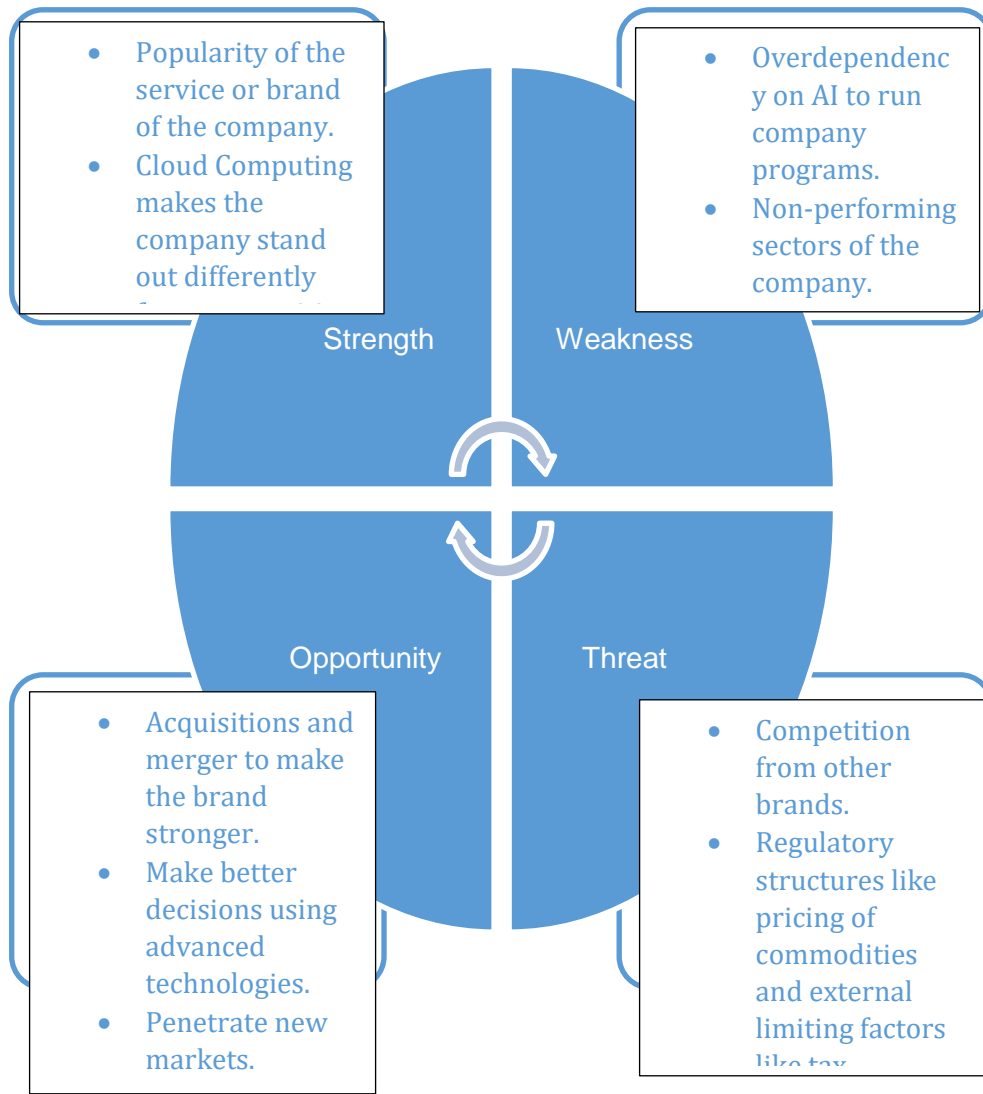 Popularity of the
service or brand
of the company.
Cloud Computing
makes the
company stand
out differently
Overdependenc
y on AI to run
company
programs.
Non-performing
sectors of the
company.
Strength
Weakness
Opportunity
Threat
Acquisitions and
merger to make
the brand
stronger.
Make better
decisions using
advanced
technologies.
Penetrate new
markets.
Competition
from other
brands.
Regulatory
structures like
pricing of
commodities
and external
limiting factors
like tax